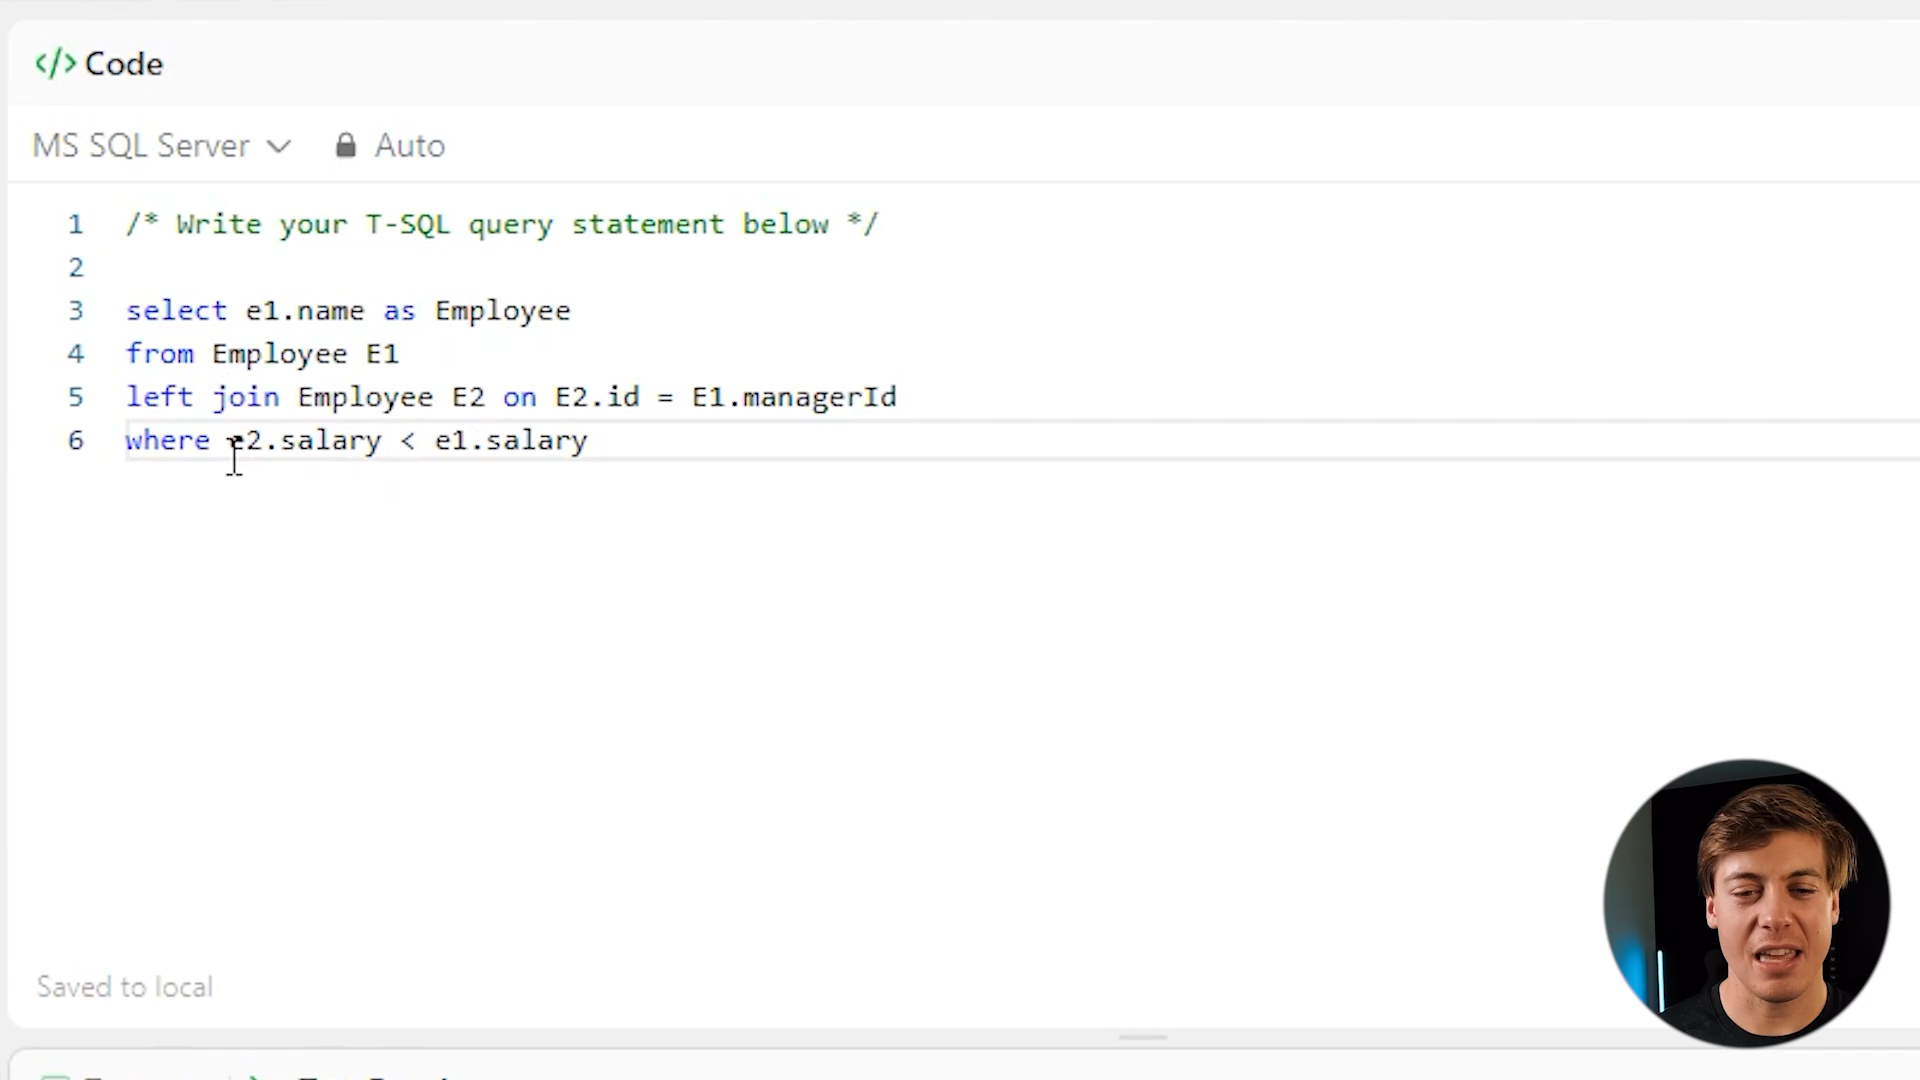 </> Code
MS SQL Server Auto
1 /* Write your T-SQL query statement below */
2
3 select e1.name as Employee
4 from Employee E1
5 left join Employee E2 on E2.id = E1.managerId
6 where e2.salary < e1.salary
Saved to local